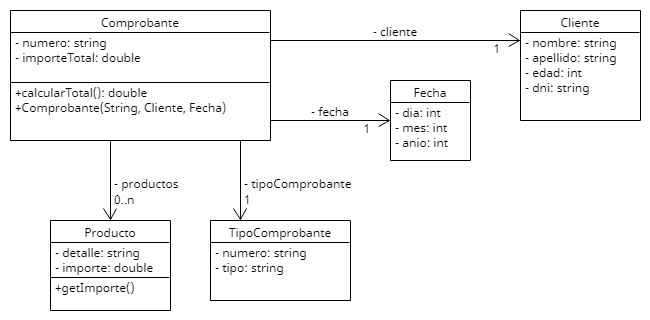 Comprobante
- numero: string
- importeTotal: double
+calcularTotal(): double
+Comprobante(String, Cliente, Fecha)
- cliente
1
Cliente
- nombre: string
- apellido: string
- edad: int
- dni: string
- fecha
1
Fecha
- dia: int
- mes: int
- anio: int
- productos
0..n
- tipoComprobante
1
Producto
- detalle: string
- importe: double
+getImporte()
TipoComprobante
- numero: string
- tipo: string